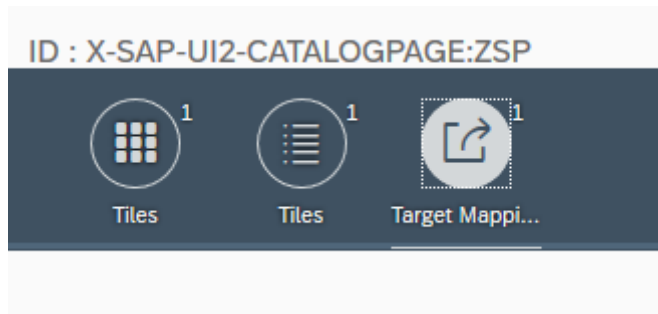 ID : X-SAP-UI2-CATALOGPAGE:ZSP
1 1 1
Tiles Tiles Target Mappi...